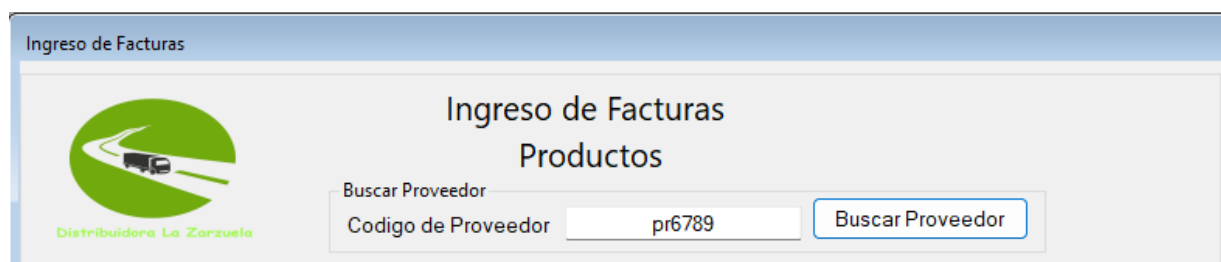 Ingreso de Facturas
Ingreso de Facturas
Productos
Buscar Proveedor
Codigo de Proveedor pr6789 Buscar Proveedor
Distribuidora La Zarzuela